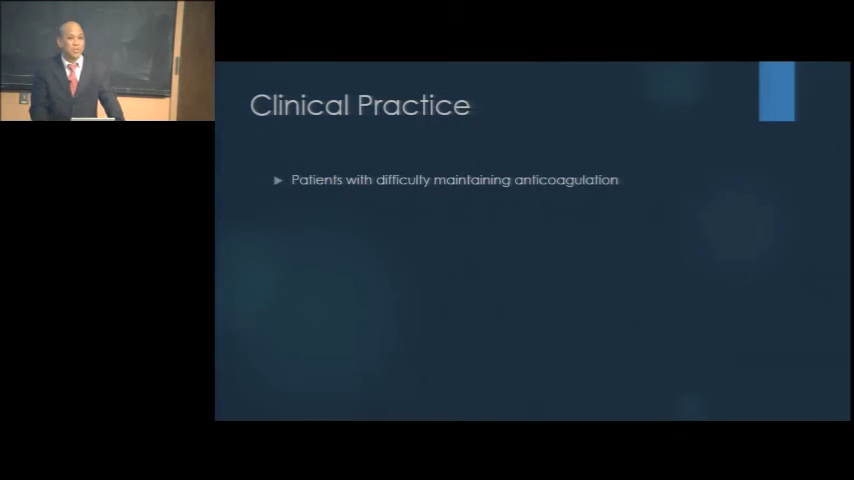 Clinical Practice
Patients with difficulty maintaining anticoagulation